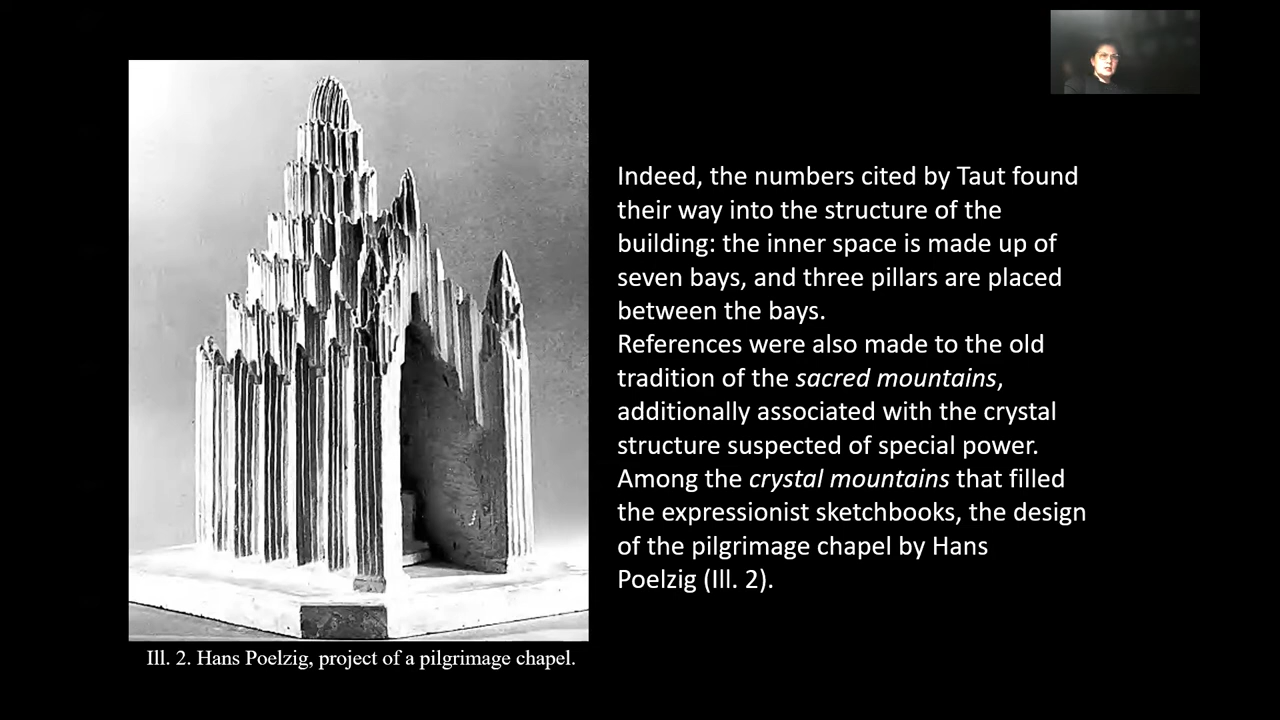 Indeed, the numbers cited by Taut found
their way into the structure of the
building: the inner space is made up of
seven bays, and three pillars are placed
between the bays.
References were also made to the old
tradition of the sacred mountains,
additionally associated with the crystal
structure suspected of special power.
Among the crystal mountains that filled
the expressionist sketchbooks, the design
of the pilgrimage chapel by Hans
Poelzig (Ill. 2).
Ill. 2. Hans Poelzig, project of a pilgrimage chapel.